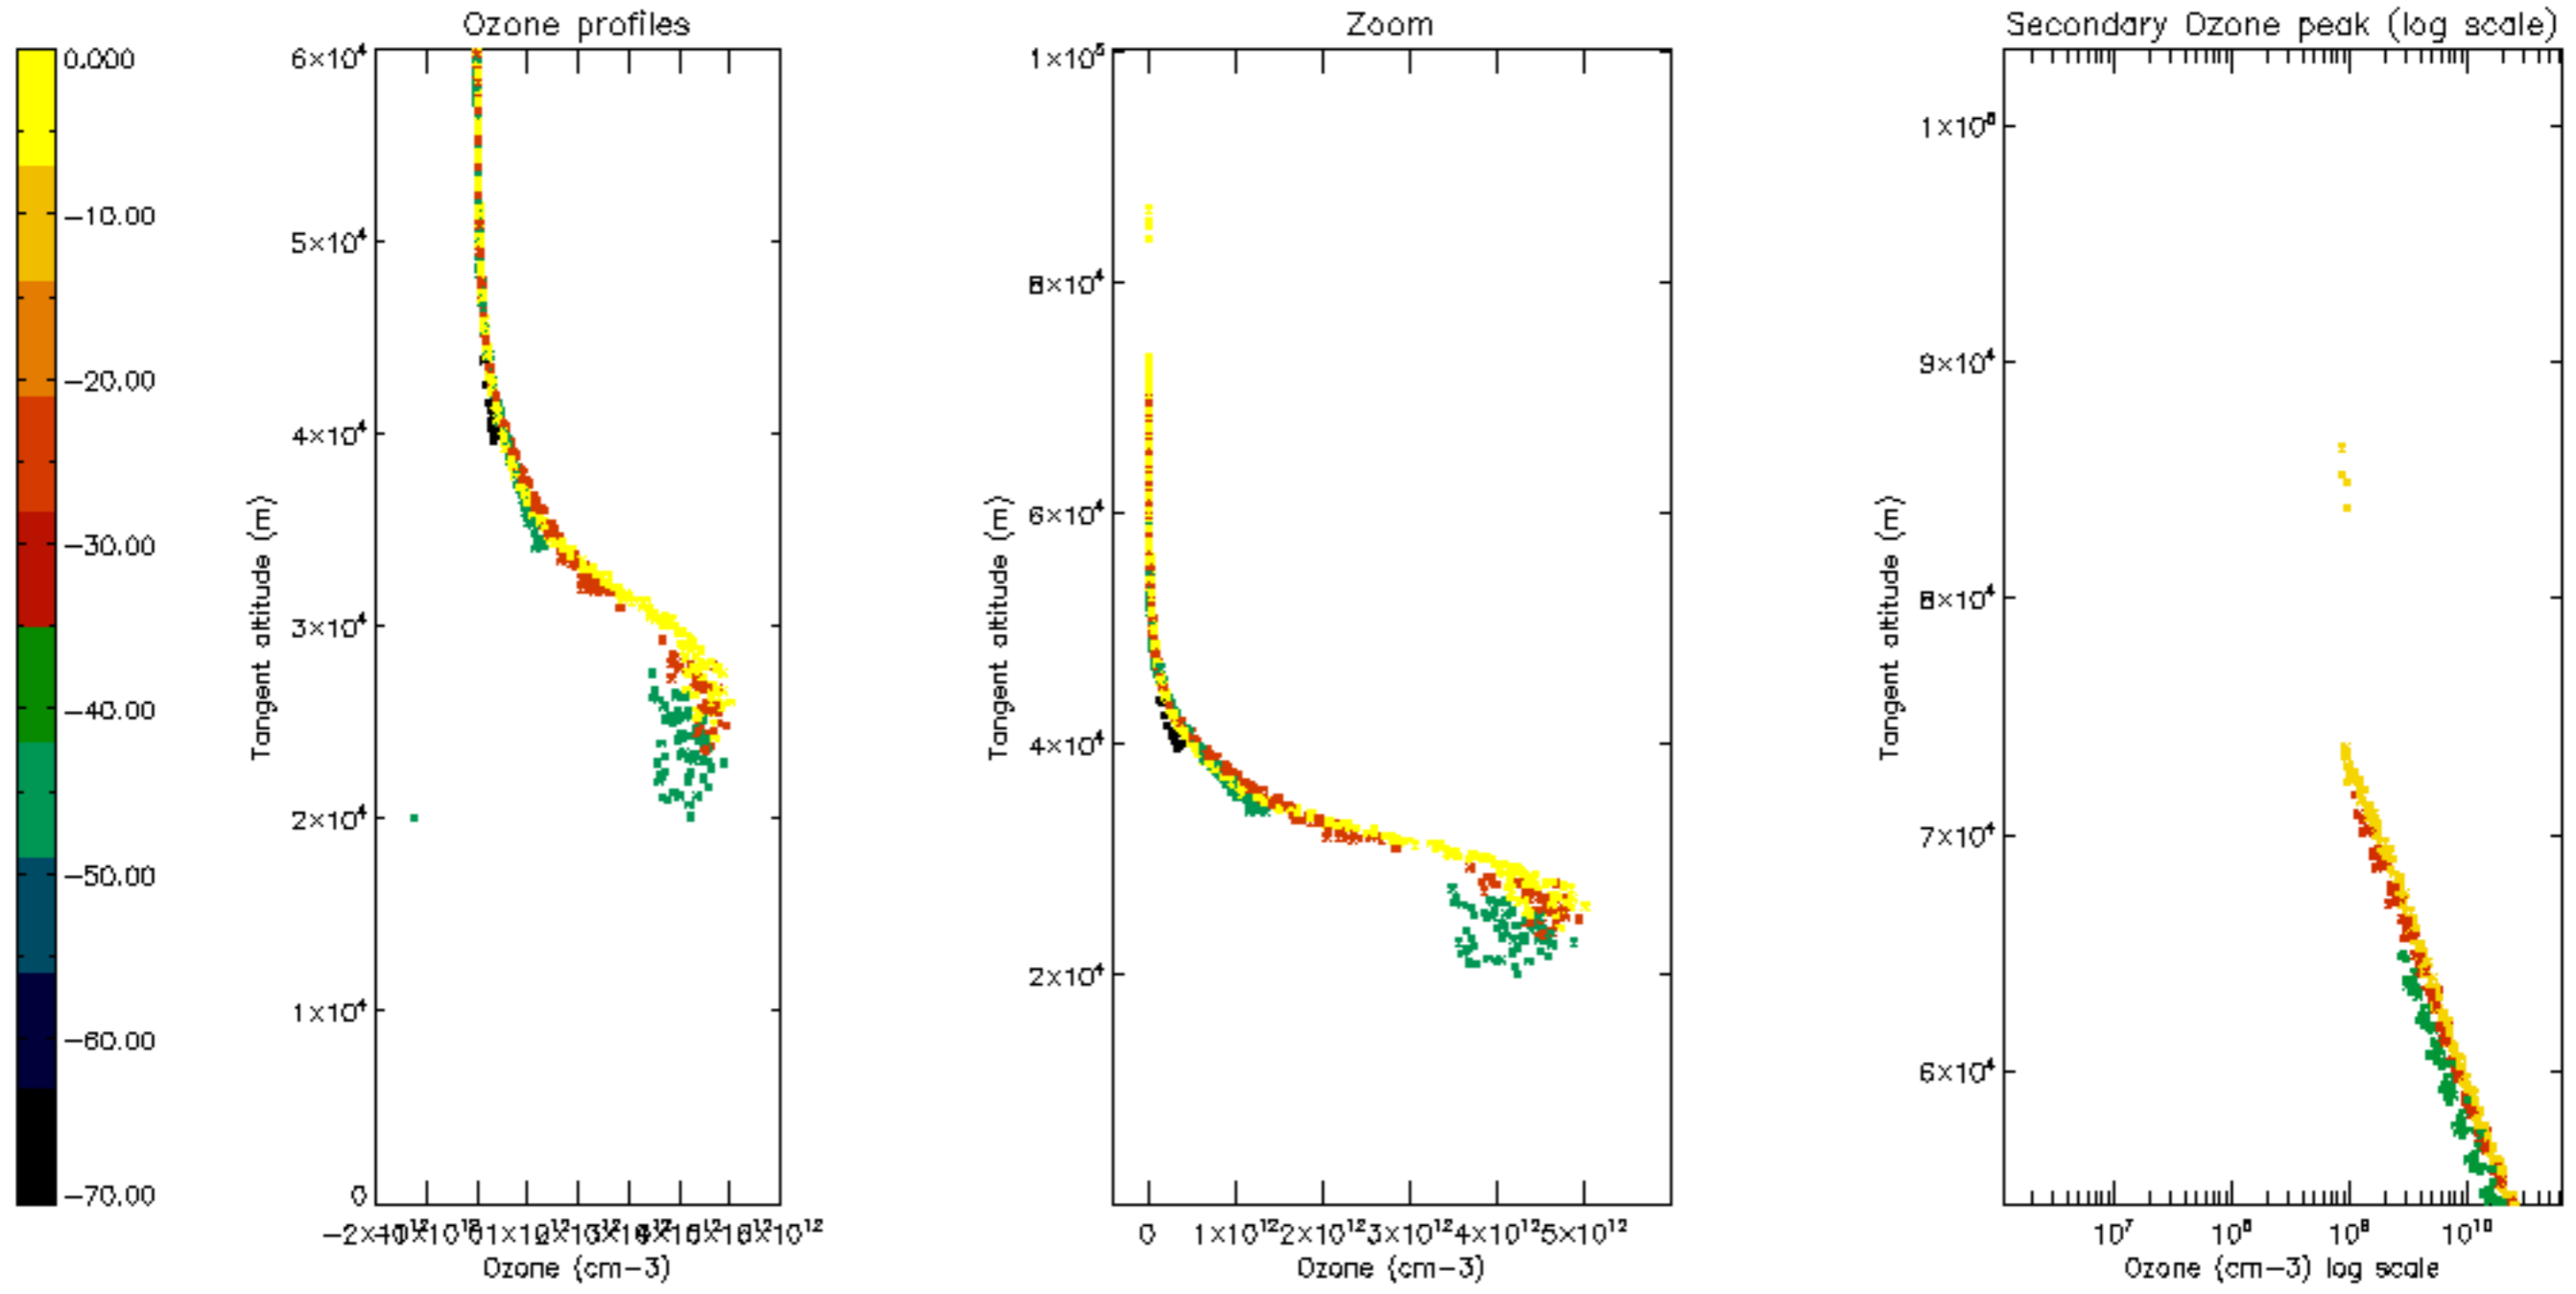 Ozone profiles
Zoom
Secondary Ozone peak (log scale)
0.000
-10.00
-20.00
-30.00
-40.00
-50.00
-60.00
-70.00
Tangent altitude (m)
6×10⁴
5×10⁴
4×10⁴
3×10⁴
2×10⁴
1×10⁴
0
Ozone (cm-3)
Tangent altitude (m)
1×10⁵
8×10⁴
6×10⁴
4×10⁴
2×10⁴
0 1×10¹² 2×10¹² 3×10¹² 4×10¹² 5×10¹²
Ozone (cm-3)
Tangent altitude (m)
1×10⁵
9×10⁴
8×10⁴
7×10⁴
6×10⁴
10⁷ 10⁸ 10⁹ 10¹⁰
Ozone (cm-3) log scale